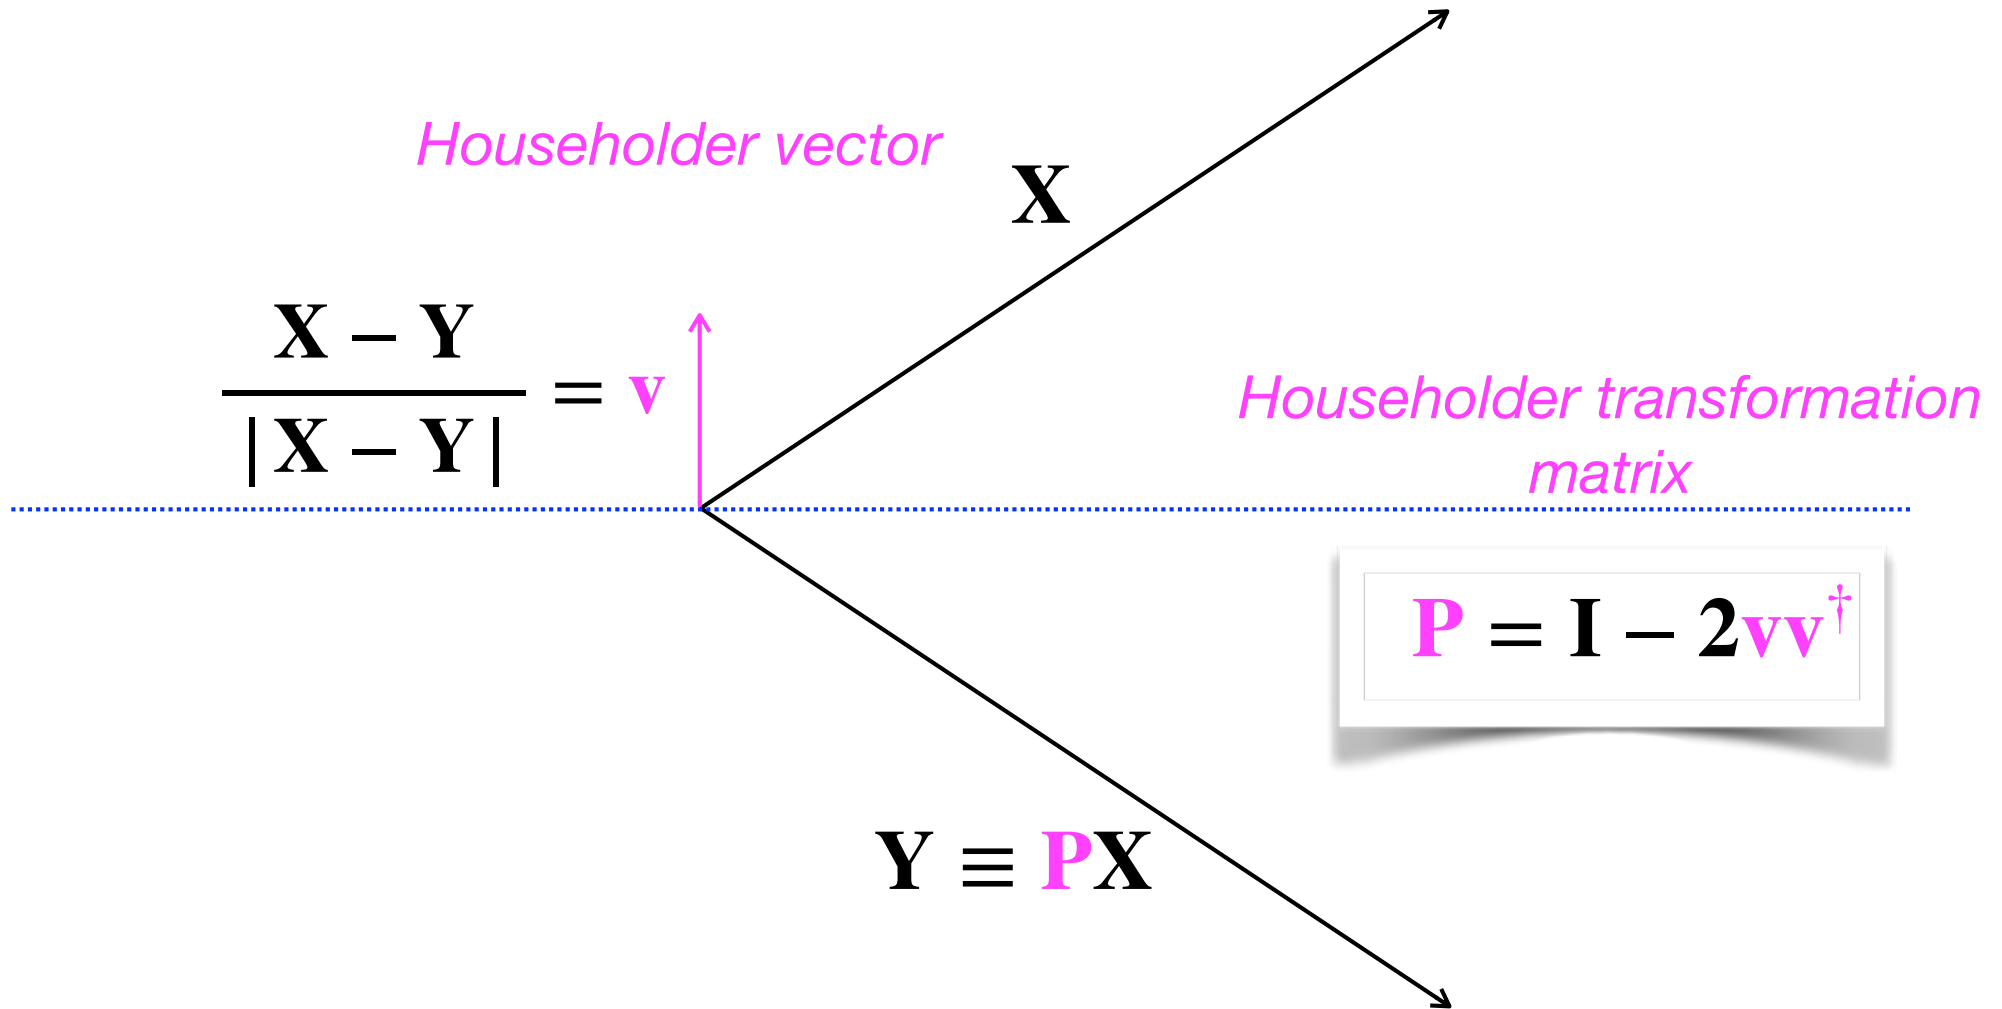 Householder vector
X
X − Y
|X − Y|
= v
Householder transformation
matrix
P = I − 2vv†
Y ≡ PX